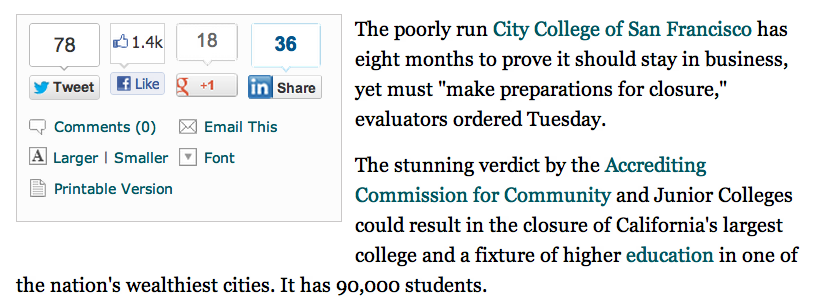 78 1.4k 18 36
Tweet Like +1 in Share
Comments (0) Email This
A Larger | Smaller Font
Printable Version
The poorly run City College of San Francisco has
eight months to prove it should stay in business,
yet must "make preparations for closure,"
evaluators ordered Tuesday.
The stunning verdict by the Accrediting
Commission for Community and Junior Colleges
could result in the closure of California's largest
college and a fixture of higher education in one of
the nation's wealthiest cities. It has 90,000 students.